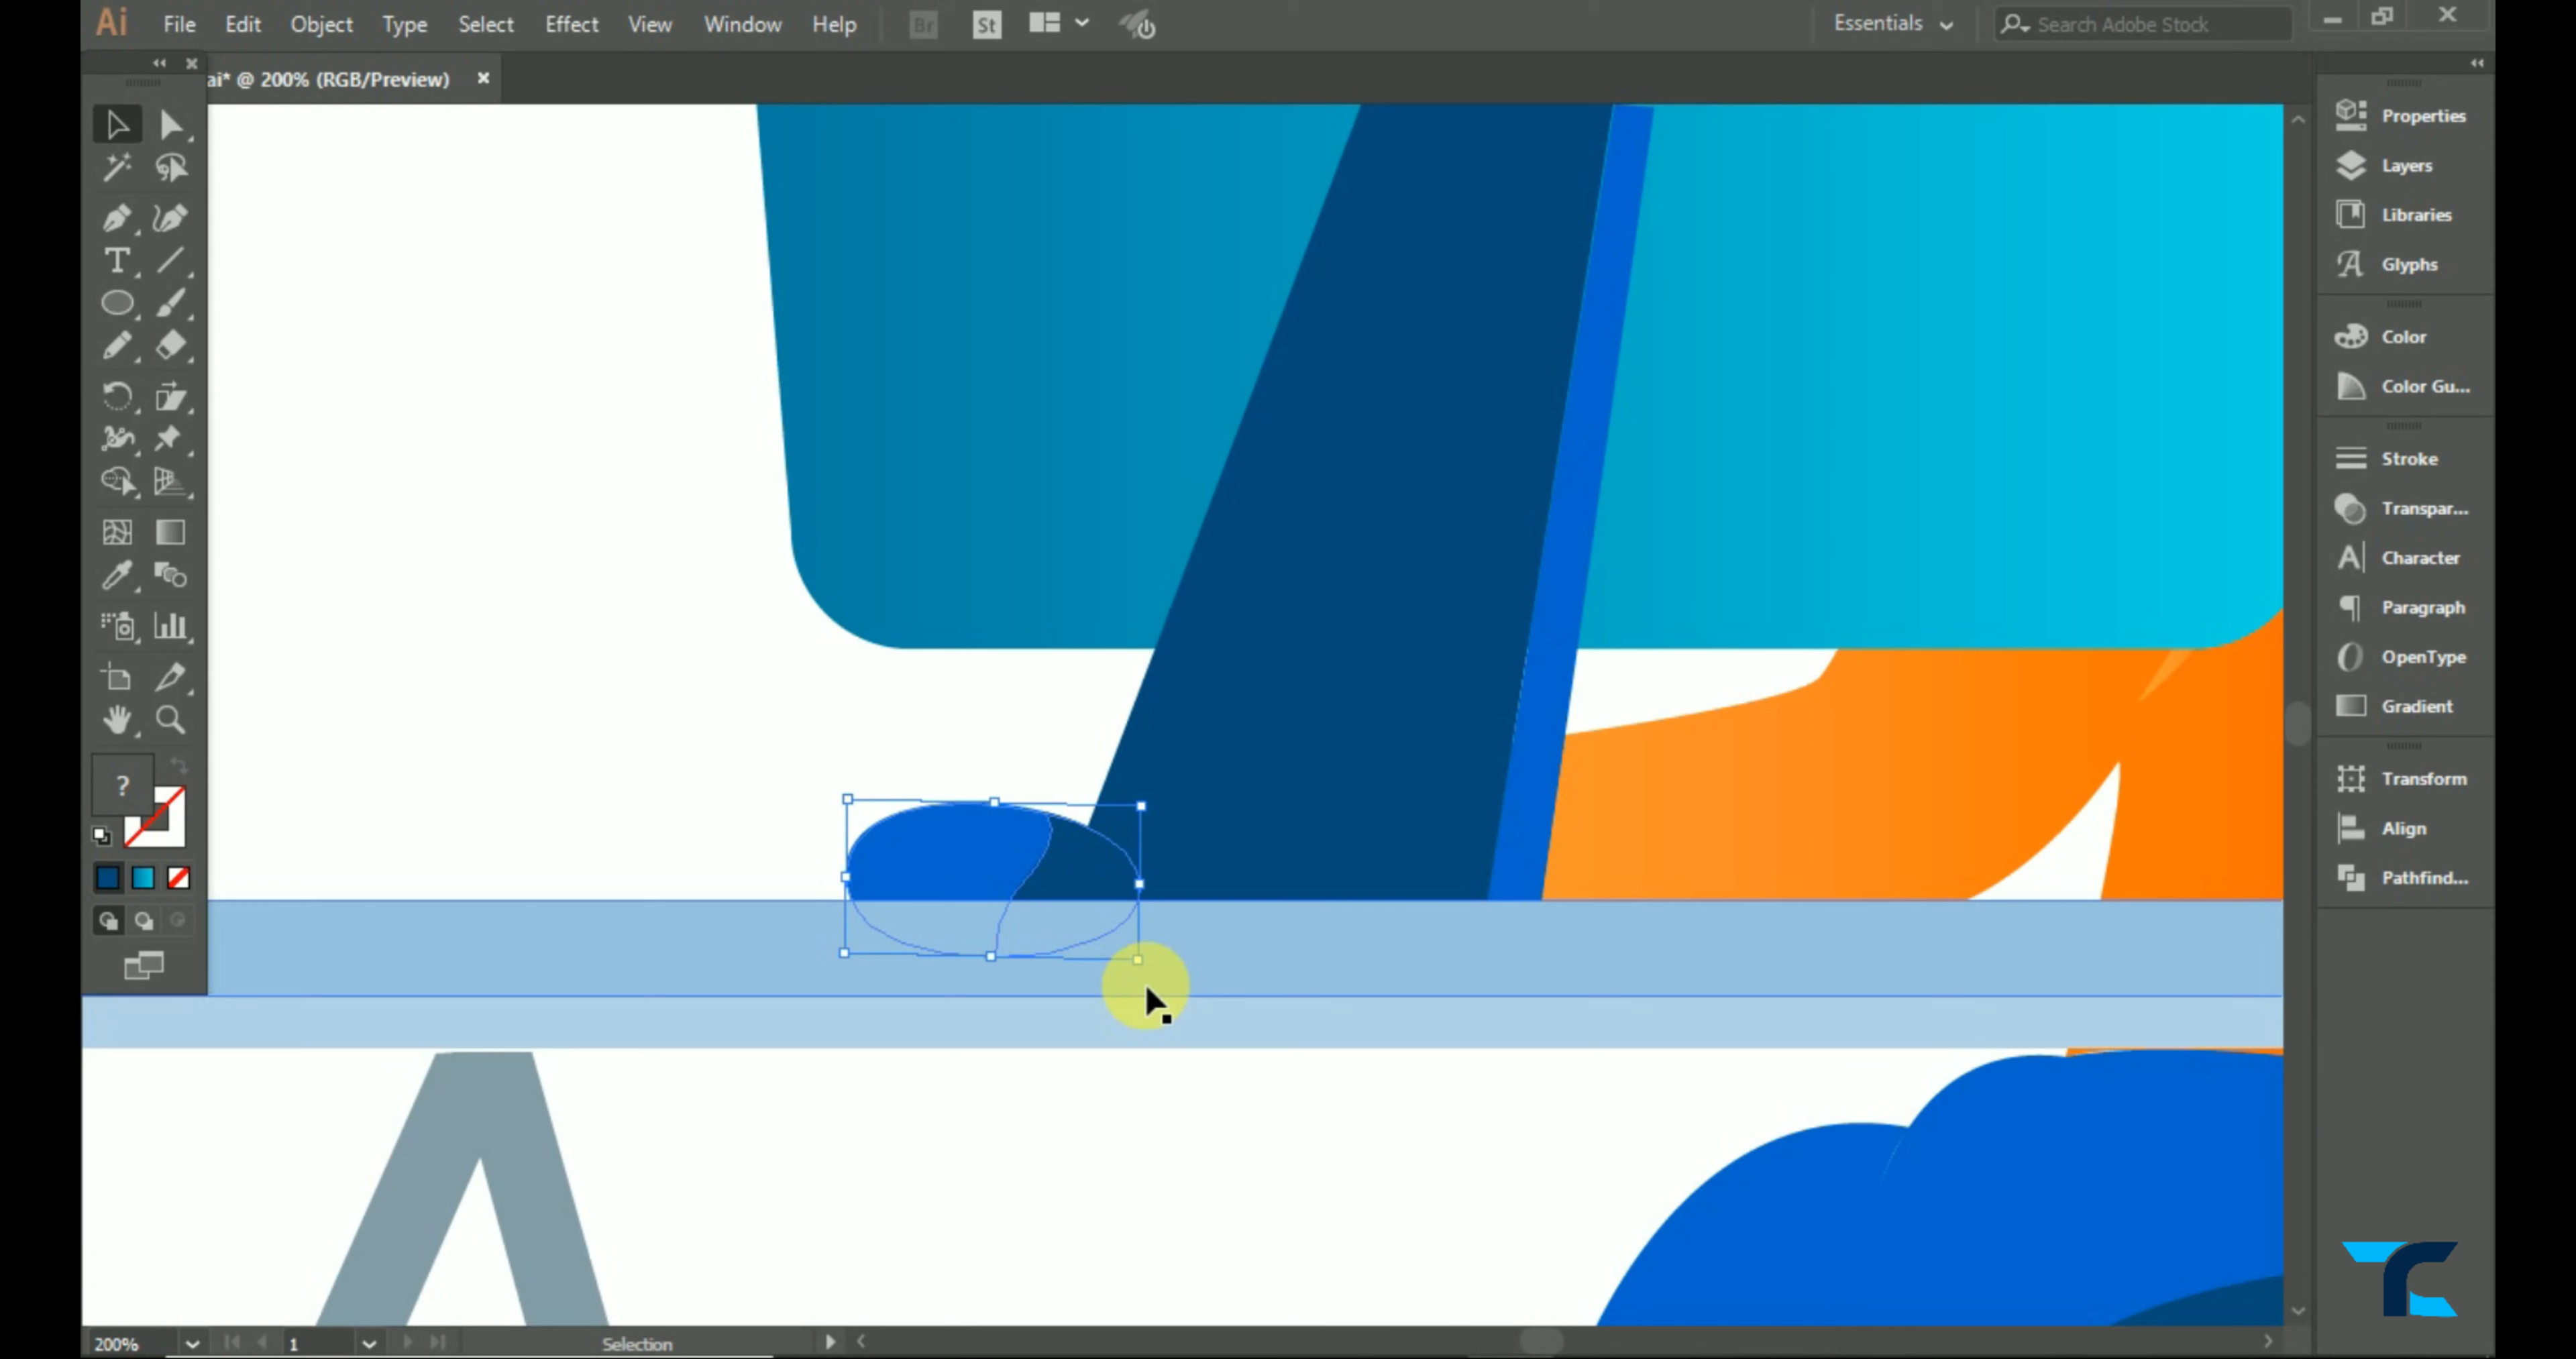 Ai File Edit Object Type Select Effect View Window Help Br St Essentials Search Adobe Stock
ai* @ 200% (RGB/Preview)
Properties
Layers
Libraries
Glyphs
Color
Color Gu...
Stroke
Transpar...
Character
Paragraph
OpenType
Gradient
Transform
Align
Pathfind...
?
200% 1 Selection
TC